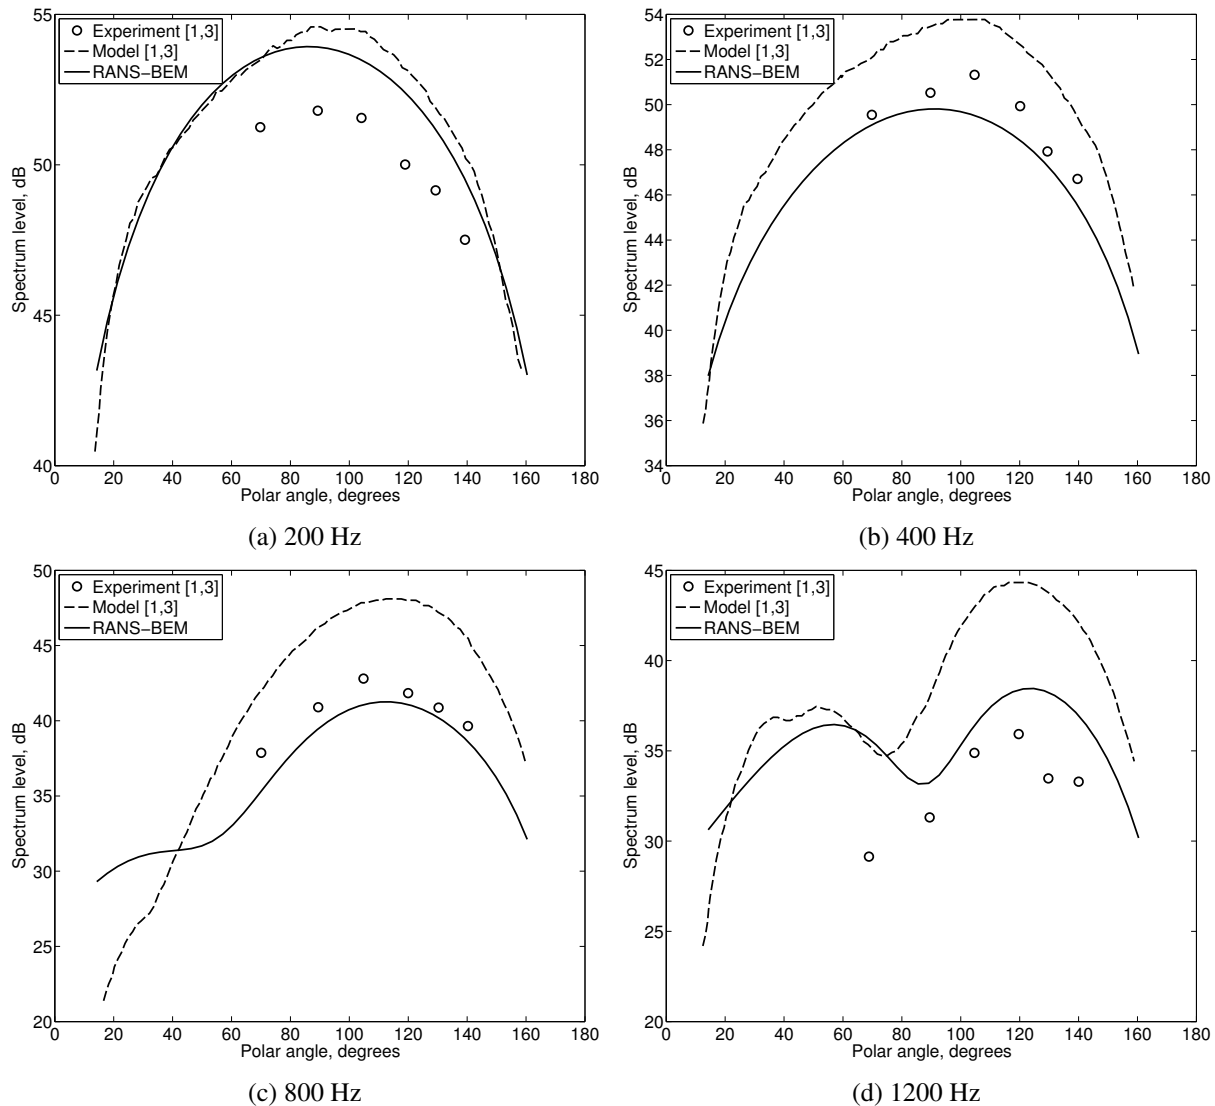 55
50
45
40
Spectrum level, dB
Experiment [1,3]
Model [1,3]
RANS−BEM
0 20 40 60 80 100 120 140 160 180
Polar angle, degrees
(a) 200 Hz
54
52
50
48
46
44
42
40
38
36
34
Spectrum level, dB
Experiment [1,3]
Model [1,3]
RANS−BEM
0 20 40 60 80 100 120 140 160 180
Polar angle, degrees
(b) 400 Hz
50
45
40
35
30
25
20
Spectrum level, dB
Experiment [1,3]
Model [1,3]
RANS−BEM
0 20 40 60 80 100 120 140 160 180
Polar angle, degrees
(c) 800 Hz
45
40
35
30
25
20
Spectrum level, dB
Experiment [1,3]
Model [1,3]
RANS−BEM
0 20 40 60 80 100 120 140 160 180
Polar angle, degrees
(d) 1200 Hz